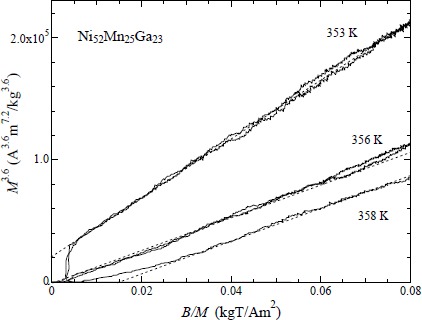 Ni52Mn25Ga23
353 K
356 K
358 K
M^3.6 (A^3.6 m^7.2/kg^3.6)
2.0x10^5
1.0
0
0
0.02
0.04
0.06
0.08
B/M (kgT/Am^2)